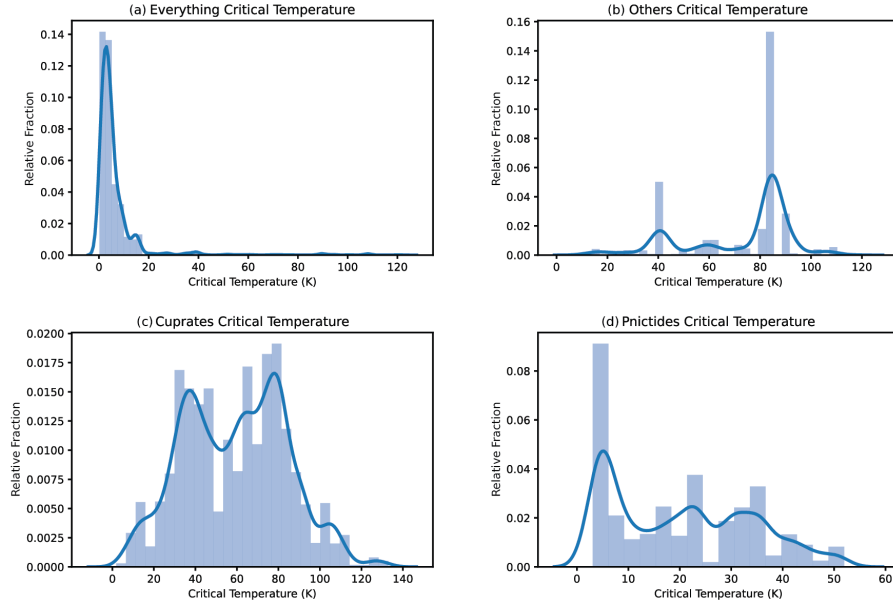 (a) Everything Critical Temperature
0.14
0.12
0.10
0.08
0.06
0.04
0.02
0.00
Relative Fraction
0 20 40 60 80 100 120
Critical Temperature (K)
(b) Others Critical Temperature
0.16
0.14
0.12
0.10
0.08
0.06
0.04
0.02
0.00
Relative Fraction
0 20 40 60 80 100 120
Critical Temperature (K)
(c) Cuprates Critical Temperature
0.0200
0.0175
0.0150
0.0125
0.0100
0.0075
0.0050
0.0025
0.0000
Relative Fraction
0 20 40 60 80 100 120 140
Critical Temperature (K)
(d) Pnictides Critical Temperature
0.08
0.06
0.04
0.02
0.00
Relative Fraction
0 10 20 30 40 50 60
Critical Temperature (K)